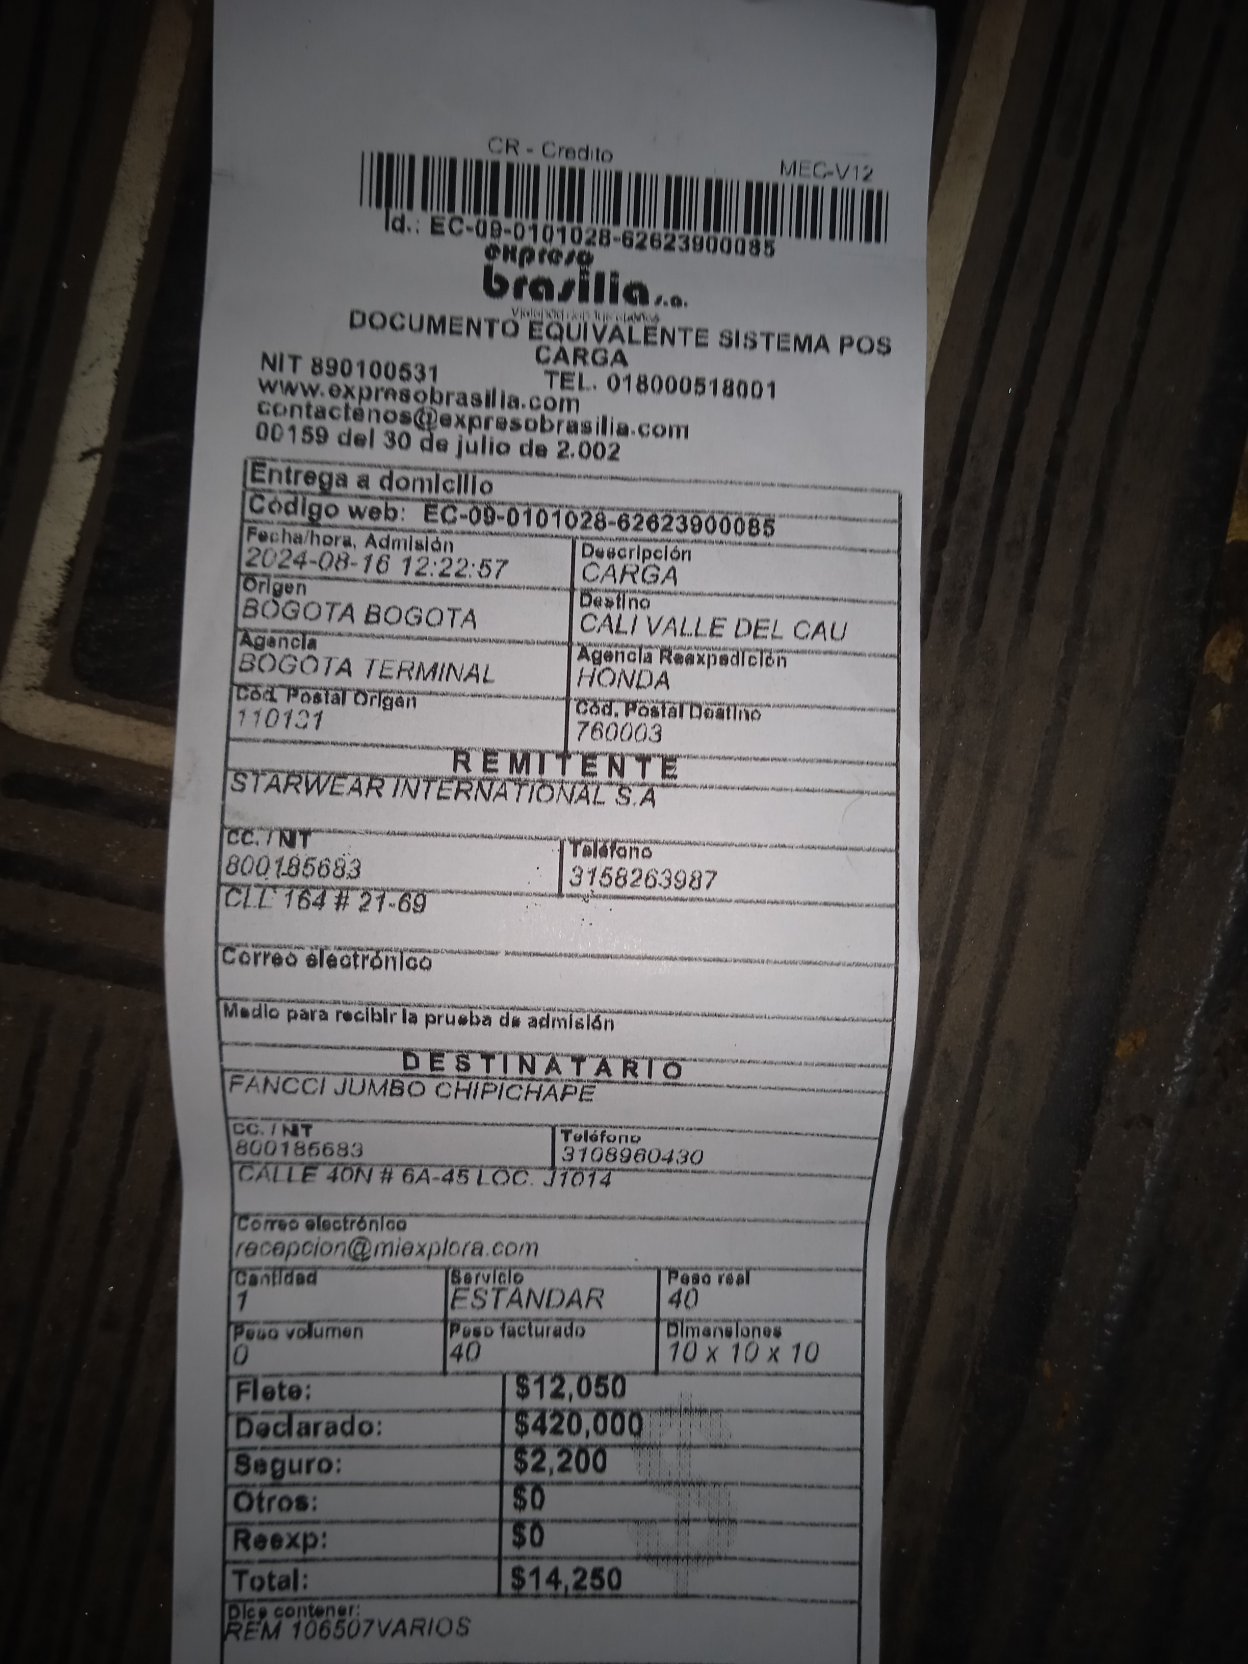 CR - Credito
MEC-V12
Id.: EC-09-0101028-62623900085
expreso
brasilia s.a.
DOCUMENTO EQUIVALENTE SISTEMA POS
CARGA
NIT 890100531 TEL. 018000518001
www.expresobrasilia.com
contactenos@expresobrasilia.com
00159 del 30 de julio de 2.002
Entrega a domicilio
Código web: EC-09-0101028-62623900085
Fecha/hora, Admisión Descripción
2024-08-16 12:22:57 CARGA
Origen Destino
BOGOTA BOGOTA CALI VALLE DEL CAU
Agencia Agencia Reaxpedición
BOGOTA TERMINAL HONDA
Cód. Postal Origen Cód. Postal Destino
110131 760003
REMITENTE
STARWEAR INTERNATIONAL S.A
CC. / NIT Teléfono
800185683 3158263987
CLL 164 # 21-69
Correo electrónico
Medio para recibir la prueba de admisión
DESTINATARIO
FANCCI JUMBO CHIPICHAPE
CC. / NIT Teléfono
800185683 3108960430
CALLE 40N # 6A-45 LOC. J1014
Correo electrónico
recepcion@miexplora.com
Cantidad Servicio Peso real
1 ESTANDAR 40
Peso volumen Peso facturado Dimensiones
0 40 10 x 10 x 10
Flete: $12,050
Declarado: $420,000
Seguro: $2,200
Otros: $0
Reexp: $0
Total: $14,250
Dice contener:
REM 106507VARIOS